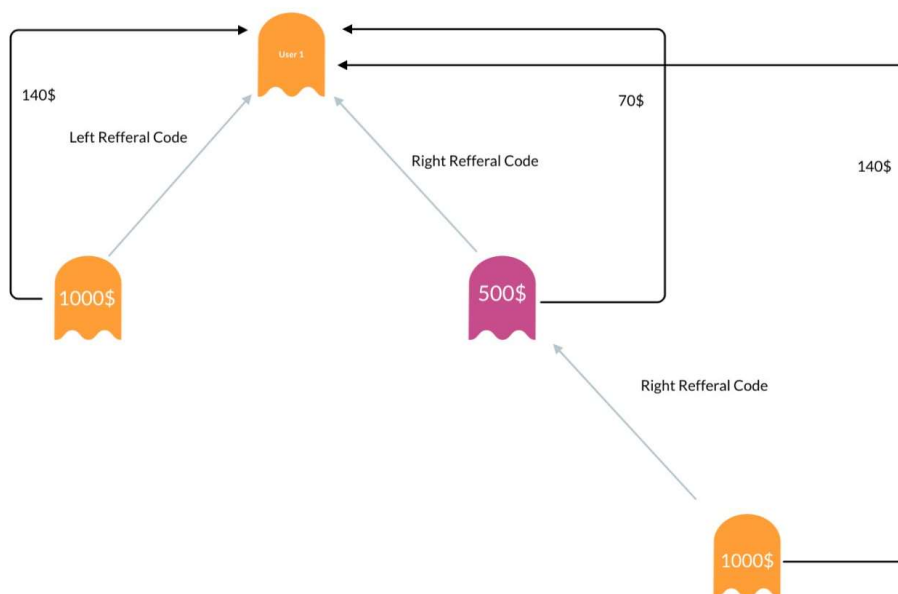 User 1
140$
70$
Left Refferal Code
Right Refferal Code
140$
1000$
500$
Right Refferal Code
1000$